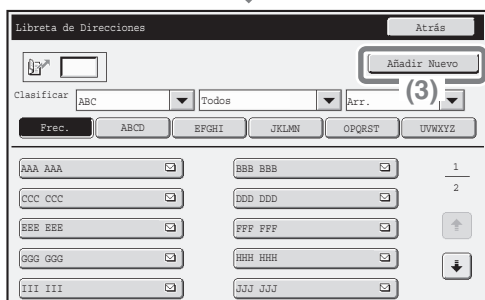 Libreta de Direcciones Atrás
Añadir Nuevo
(3)
Clasificar ABC Todos Arr.
Frec. ABCD EFGHI JKLMN OPQRST UVWXYZ
AAA AAA BBB BBB 1
CCC CCC DDD DDD 2
EEE EEE FFF FFF
GGG GGG HHH HHH
III III JJJ JJJ